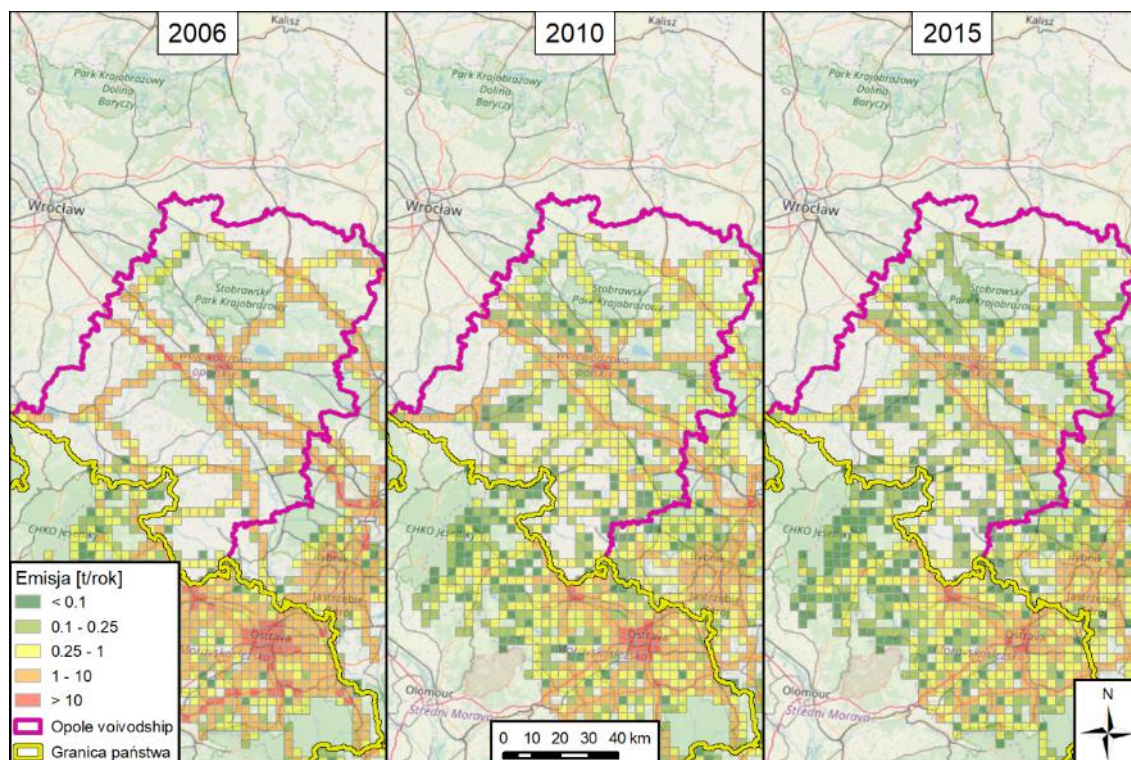 2006
Kalisz
Park Krajobrazowy
Dolina
Baryczy
Wrocław
Stobrawski
Park Krajobrazowy
CHKO Jeseníky
Ostrava
Emisja [t/rok]
< 0.1
0.1 - 0.25
0.25 - 1
1 - 10
> 10
Opole voivodship
Granica państwa
2010
Kalisz
Park Krajobrazowy
Dolina
Baryczy
Wrocław
Stobrawski
Park Krajobrazowy
CHKO Jeseníky
Ostrava
Olomouc
Střední Morava
0 10 20 30 40 km
2015
Kalisz
Park Krajobrazowy
Dolina
Baryczy
Wrocław
Stobrawski
Park Krajobrazowy
CHKO Jeseníky
Ostrava
Olomouc
Střední Morava
N